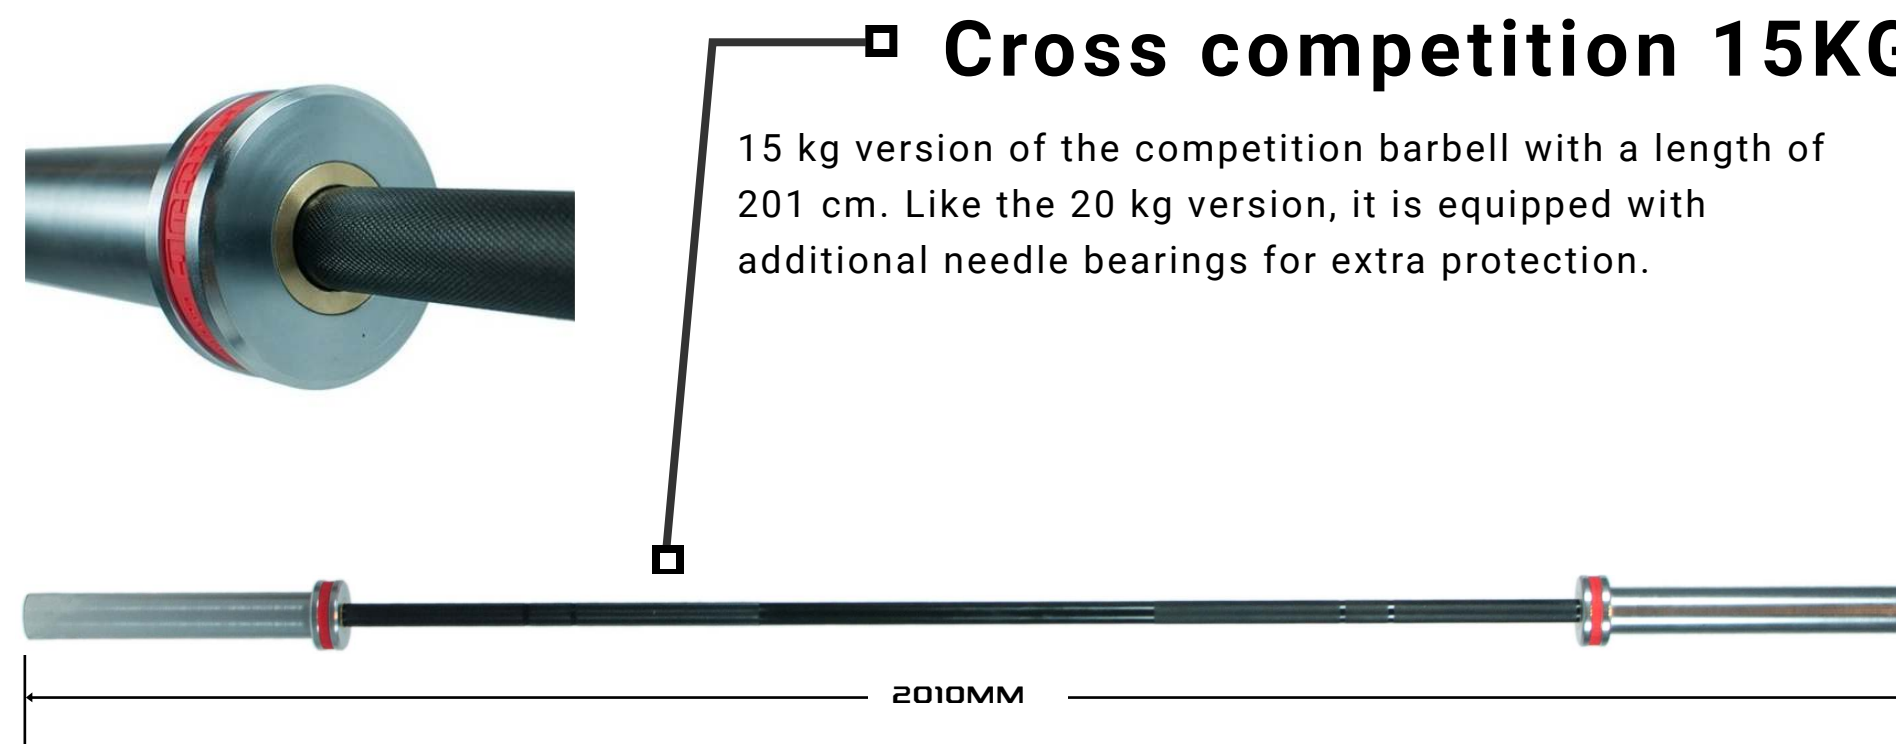 Cross competition 15KG
15 kg version of the competition barbell with a length of
201 cm. Like the 20 kg version, it is equipped with
additional needle bearings for extra protection.
2010MM